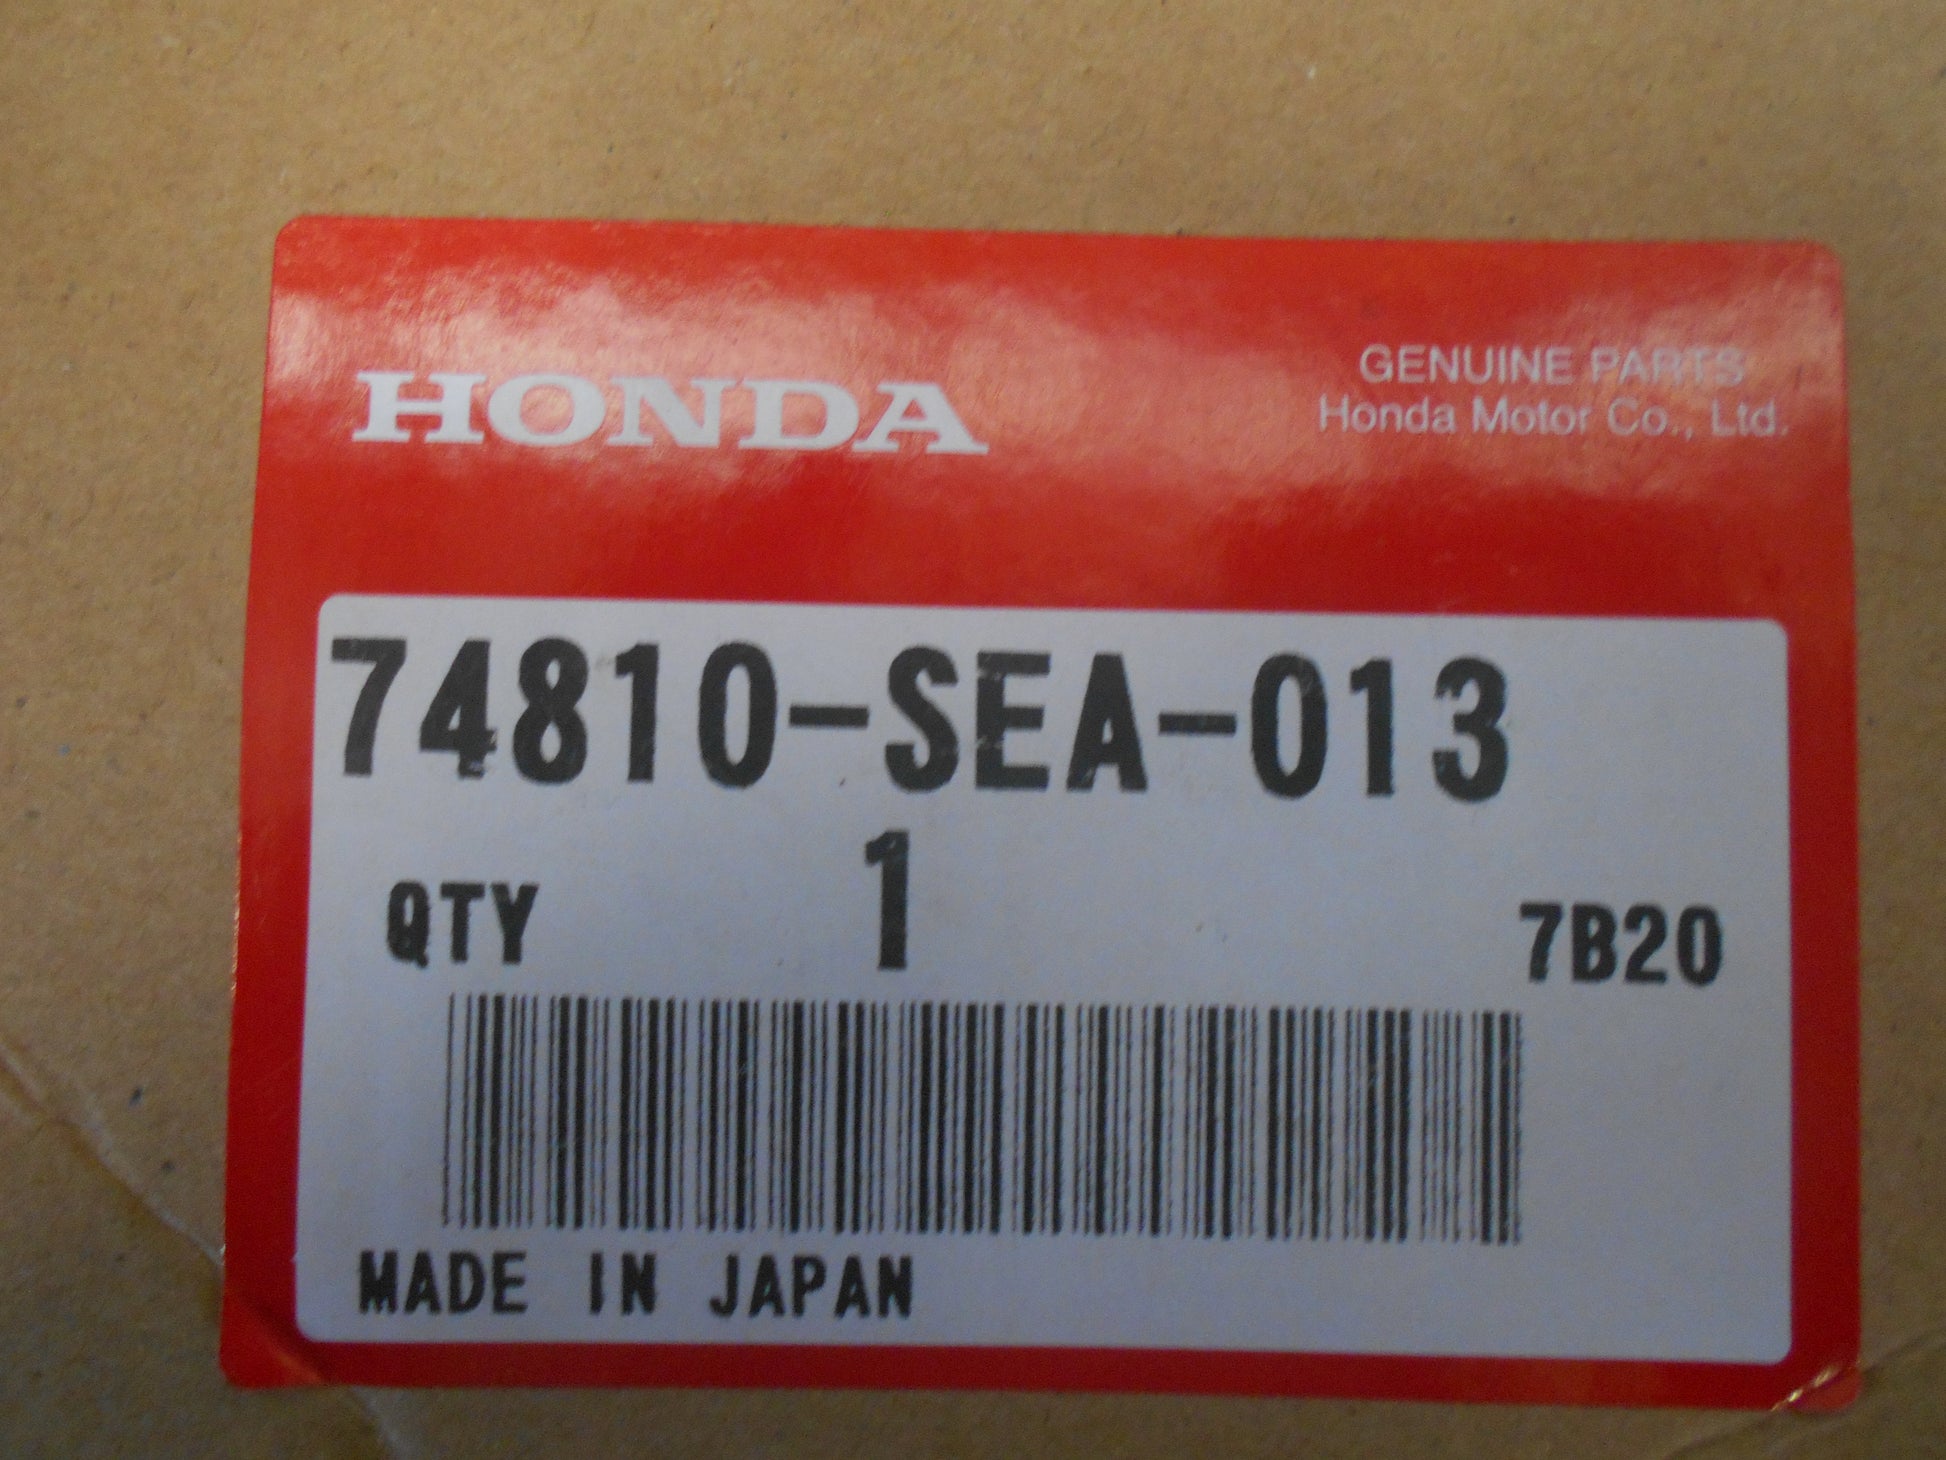 HONDA
GENUINE PARTS
Honda Motor Co., Ltd.
74810-SEA-013
QTY 1 7B20
MADE IN JAPAN